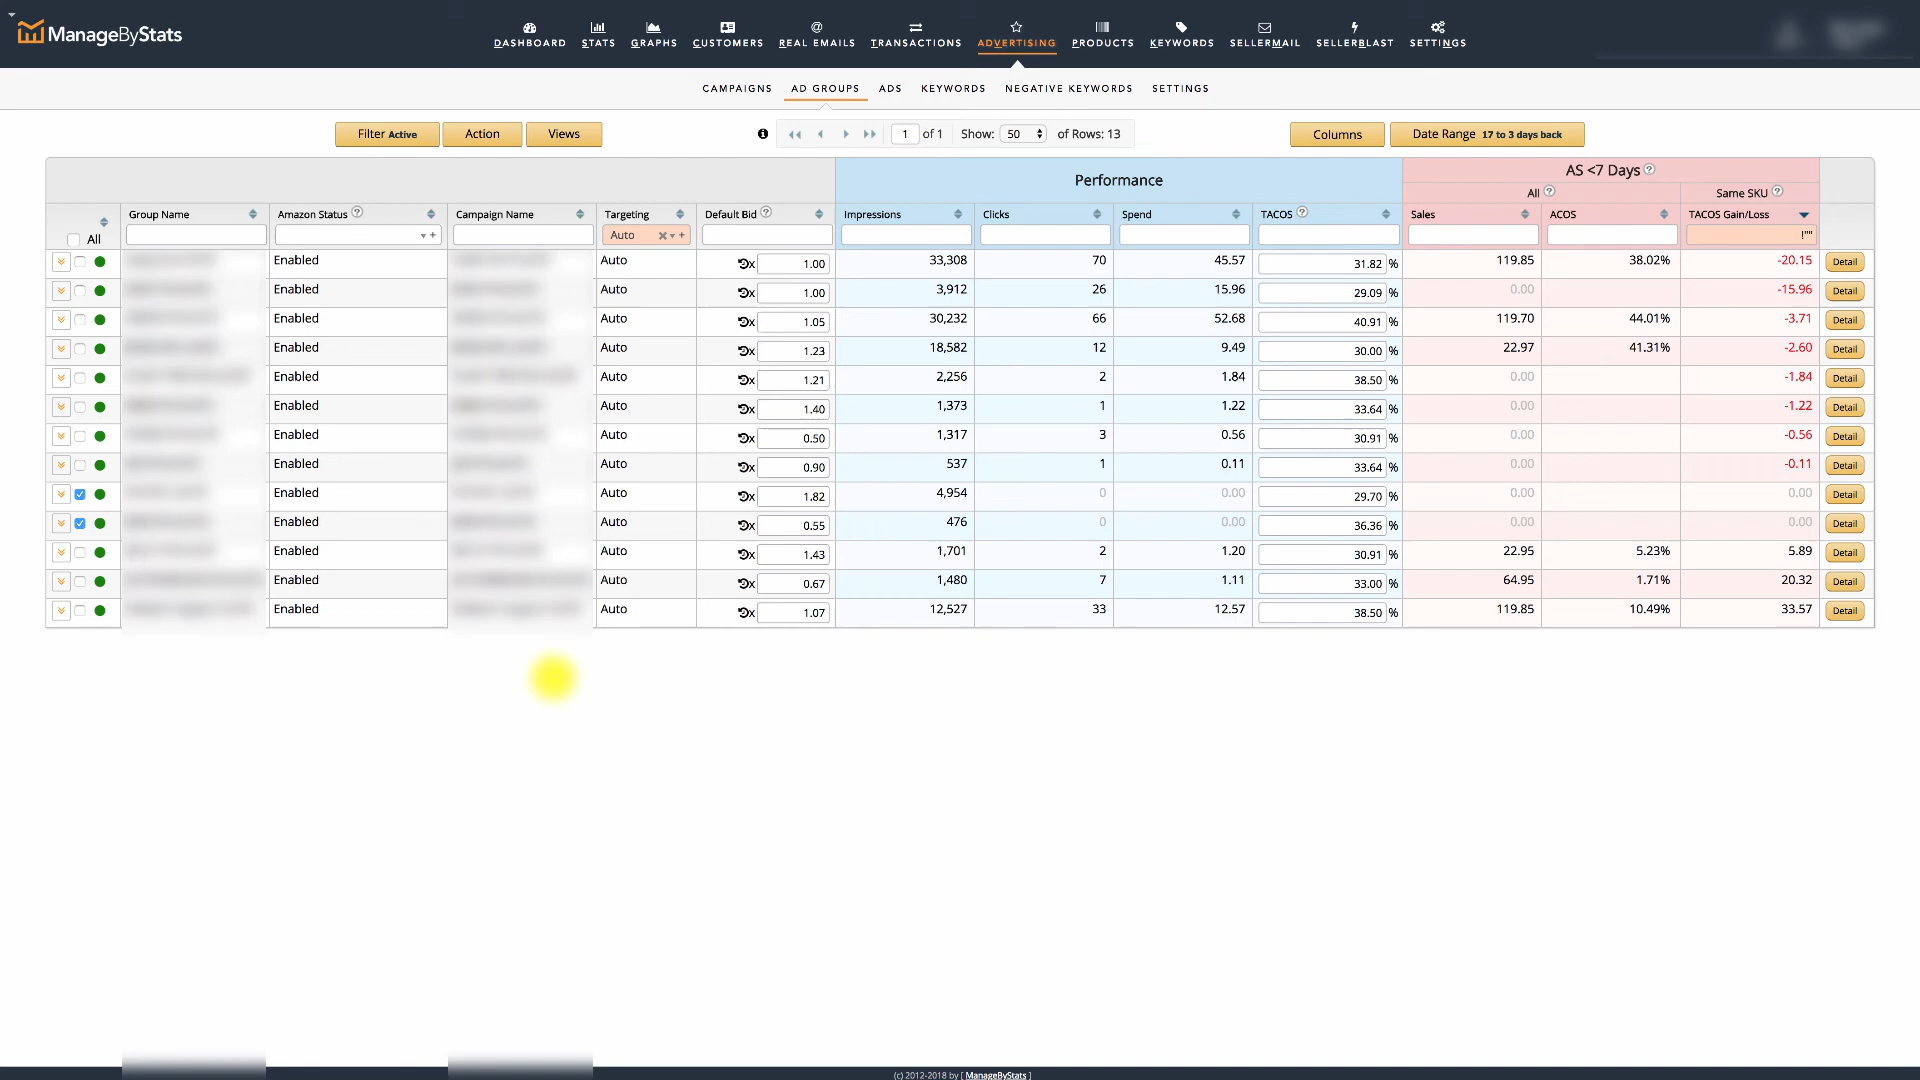 ManageByStats
DASHBOARD STATS GRAPHS CUSTOMERS REAL EMAILS TRANSACTIONS ADVERTISING PRODUCTS KEYWORDS SELLERMAIL SELLERBLAST SETTINGS
CAMPAIGNS AD GROUPS ADS KEYWORDS NEGATIVE KEYWORDS SETTINGS
Filter Active Action Views 1 of 1 Show: 50 of Rows: 13 Columns Date Range 17 to 3 days back
Performance AS <7 Days ?
All ? Same SKU ?
Group Name Amazon Status ? Campaign Name Targeting Default Bid ? Impressions Clicks Spend TACOS ? Sales ACOS TACOS Gain/Loss
All Auto !""
Enabled Auto x 1.00 33,308 70 45.57 31.82 % 119.85 38.02% -20.15 Detail
Enabled Auto x 1.00 3,912 26 15.96 29.09 % 0.00 -15.96 Detail
Enabled Auto x 1.05 30,232 66 52.68 40.91 % 119.70 44.01% -3.71 Detail
Enabled Auto x 1.23 18,582 12 9.49 30.00 % 22.97 41.31% -2.60 Detail
Enabled Auto x 1.21 2,256 2 1.84 38.50 % 0.00 -1.84 Detail
Enabled Auto x 1.40 1,373 1 1.22 33.64 % 0.00 -1.22 Detail
Enabled Auto x 0.50 1,317 3 0.56 30.91 % 0.00 -0.56 Detail
Enabled Auto x 0.90 537 1 0.11 33.64 % 0.00 -0.11 Detail
Enabled Auto x 1.82 4,954 0 0.00 29.70 % 0.00 0.00 Detail
Enabled Auto x 0.55 476 0 0.00 36.36 % 0.00 0.00 Detail
Enabled Auto x 1.43 1,701 2 1.20 30.91 % 22.95 5.23% 5.89 Detail
Enabled Auto x 0.67 1,480 7 1.11 33.00 % 64.95 1.71% 20.32 Detail
Enabled Auto x 1.07 12,527 33 12.57 38.50 % 119.85 10.49% 33.57 Detail
(c) 2012-2018 by [ ManageByStats ]